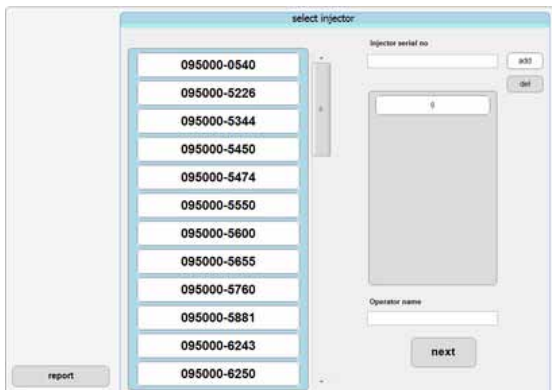 select injector
095000-0540
095000-5226
095000-5344
095000-5450
095000-5474
095000-5550
095000-5600
095000-5655
095000-5760
095000-5881
095000-6243
095000-6250
Injector serial no
add
del
0
Operator name
next
report